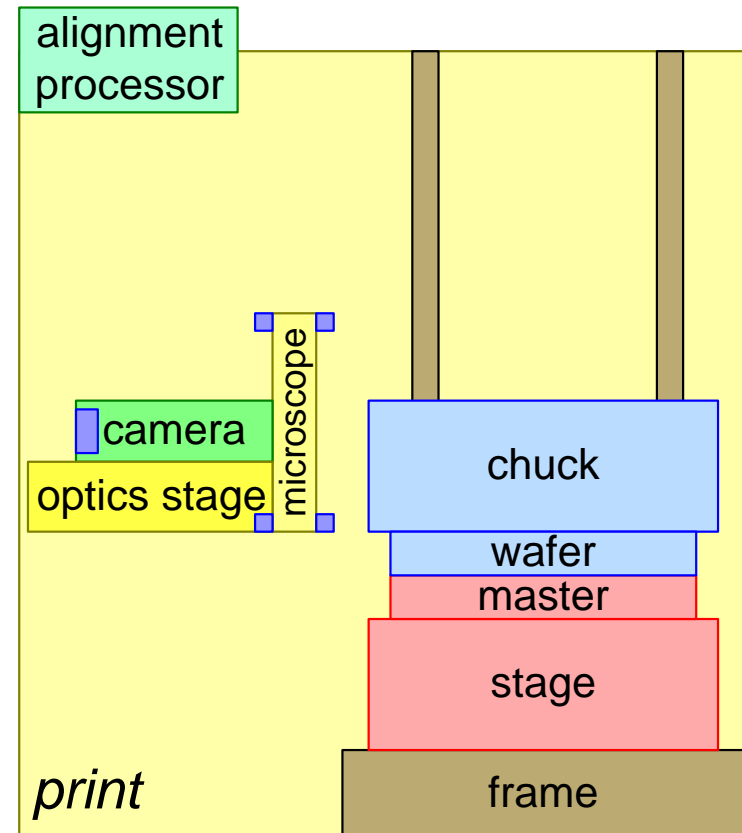 alignment
processor
microscope
camera
optics stage
chuck
wafer
master
stage
print
frame